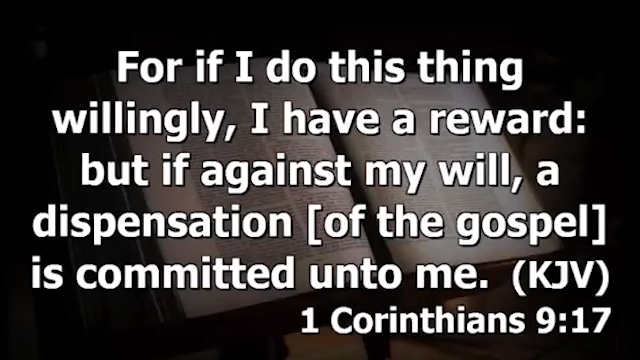 For if I do this thing
willingly, I have a reward:
but if against my will, a
dispensation [of the gospel]
is committed unto me. (KJV)
1 Corinthians 9:17